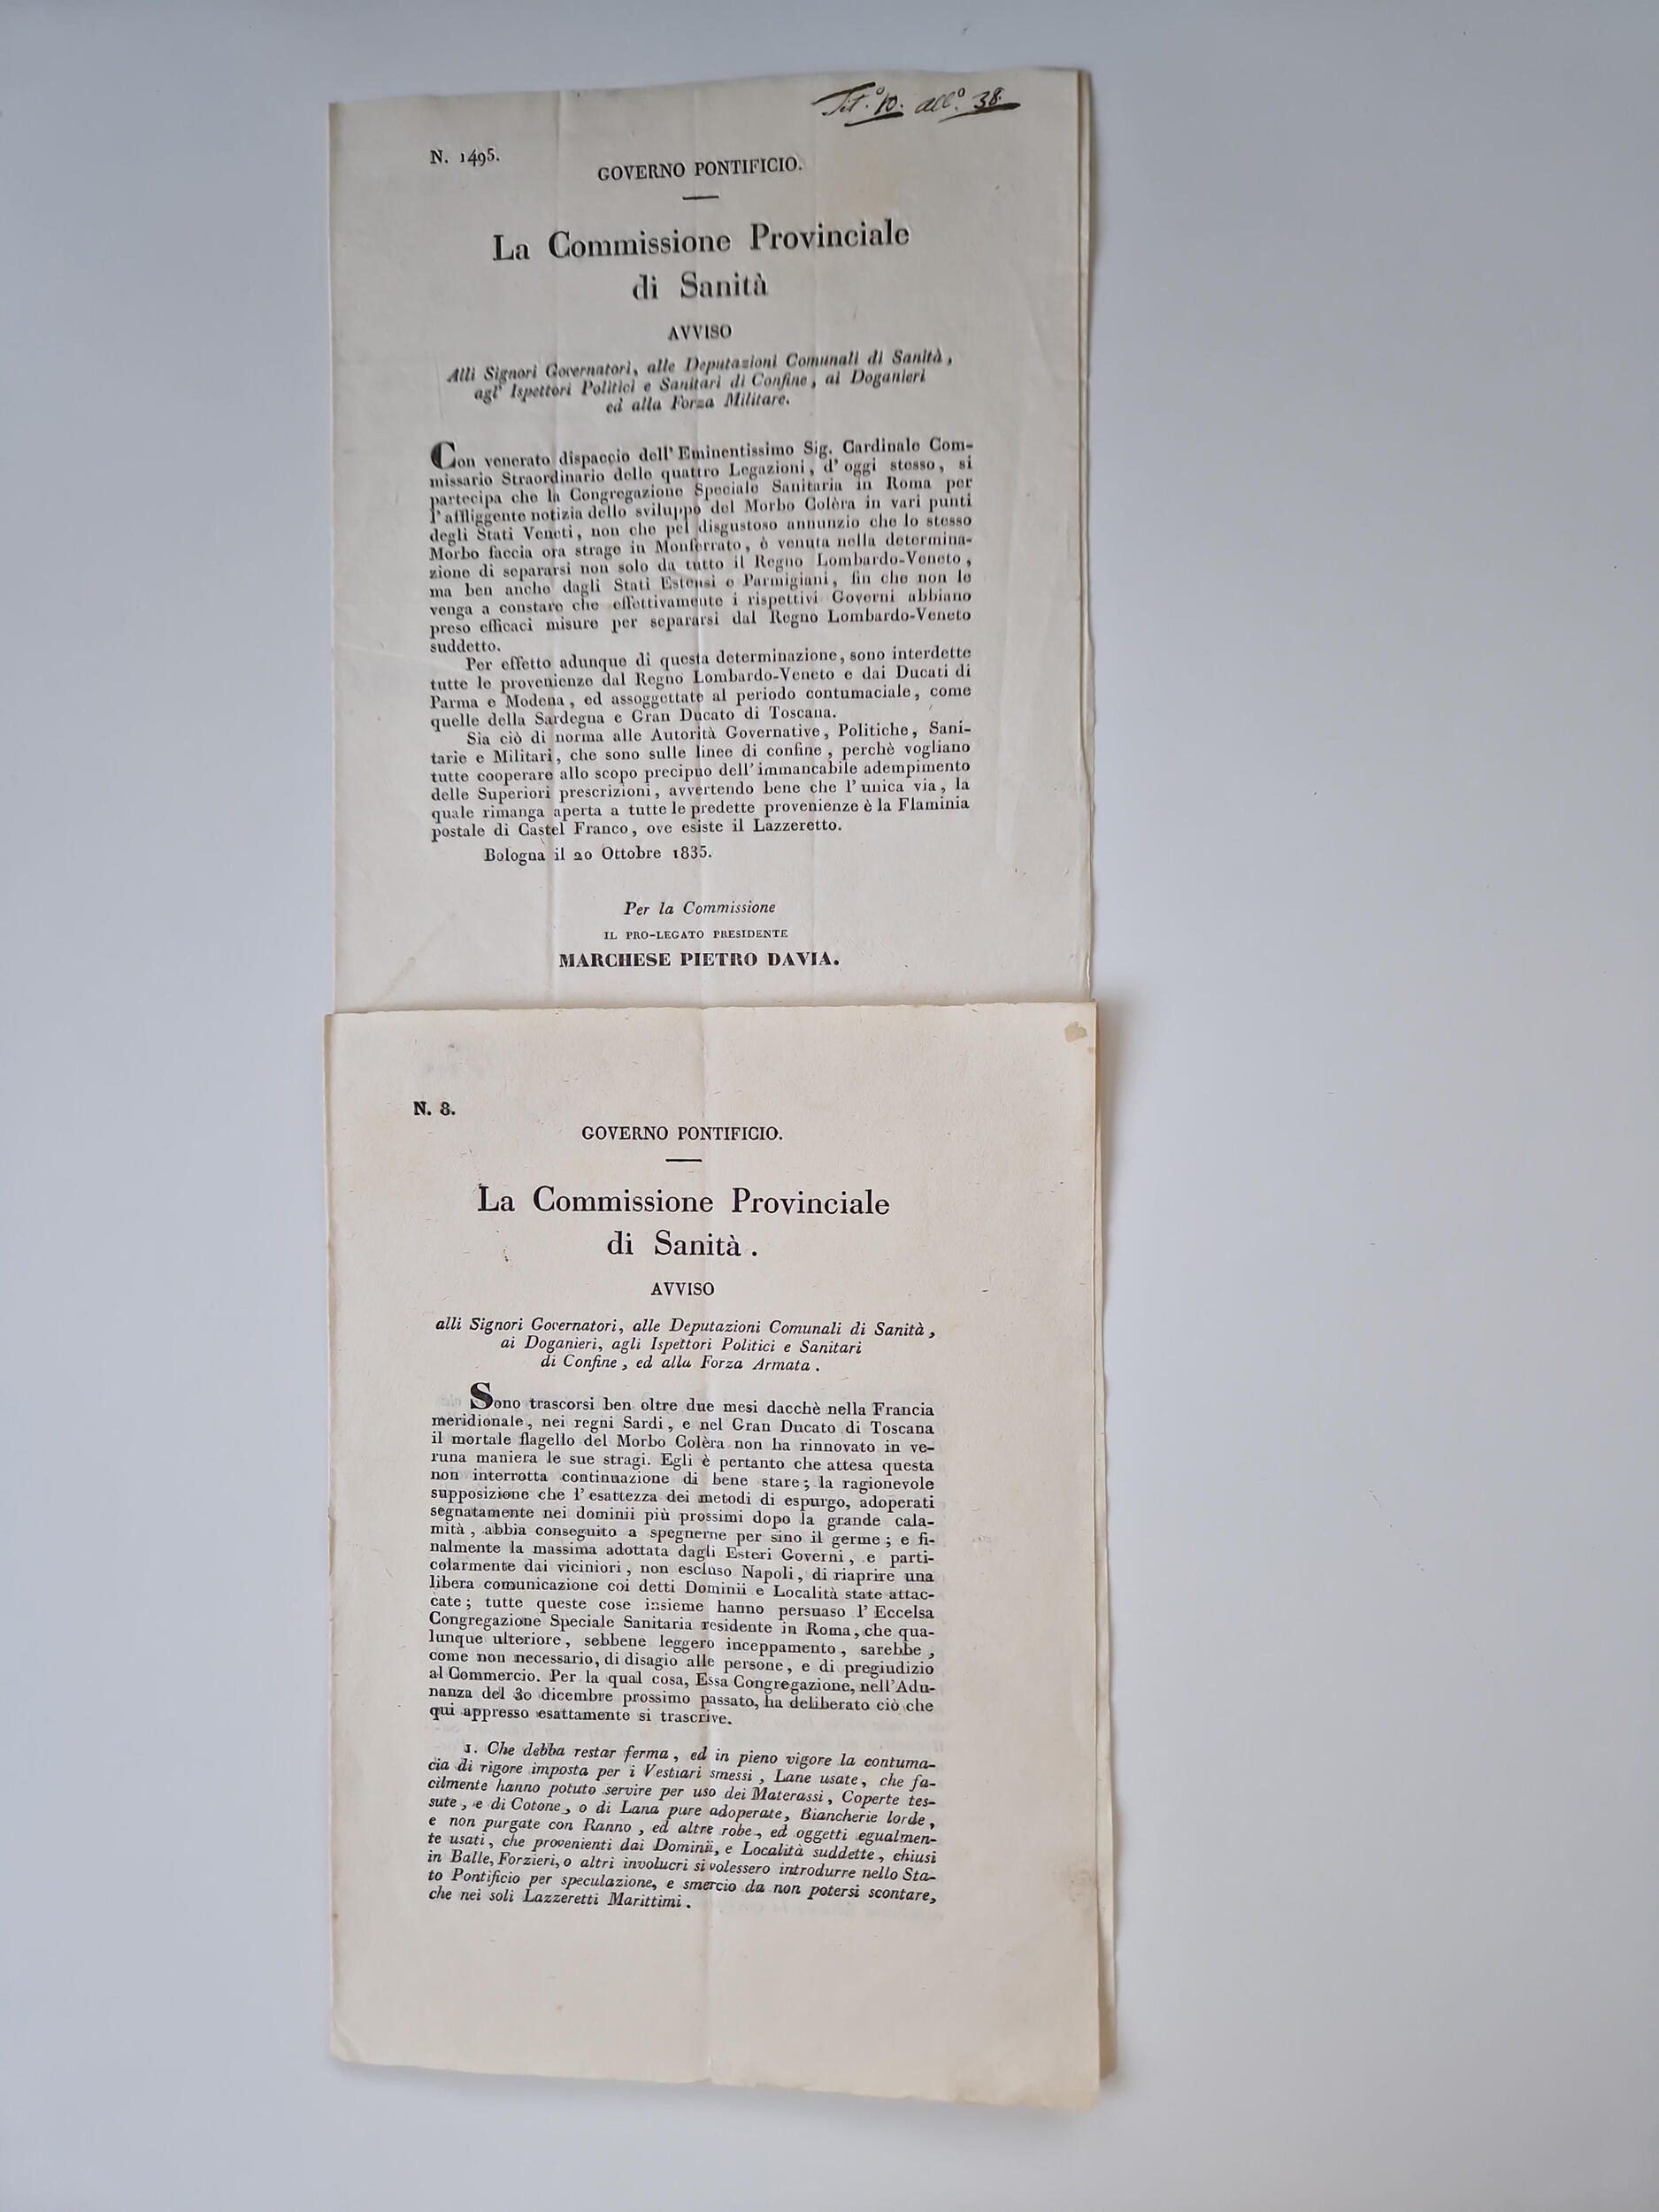 Tit.º 10. all.º 38.
N. 1495.
GOVERNO PONTIFICIO.
La Commissione Provinciale
di Sanità
AVVISO
Alli Signori Governatori, alle Deputazioni Comunali di Sanità,
agl' Ispettori Politici e Sanitari di Confine, ai Doganieri
ed alla Forza Militare.
Con venerato dispaccio dell' Eminentissimo Sig. Cardinale Com-
missario Straordinario delle quattro Legazioni, d' oggi stesso, si
partecipa che la Congregazione Speciale Sanitaria in Roma per
l' affliggente notizia dello sviluppo del Morbo Colèra in vari punti
degli Stati Veneti, non che pel disgustoso annunzio che lo stesso
Morbo faccia ora strage in Monferrato, è venuta nella determina-
zione di separarsi non solo da tutto il Regno Lombardo-Veneto,
ma ben anche dagli Stati Estensi e Parmigiani, fin che non le
venga a constare che effettivamente i rispettivi Governi abbiano
preso efficaci misure per separarsi dal Regno Lombardo-Veneto
suddetto.
Per effetto adunque di questa determinazione, sono interdette
tutte le provenienze dal Regno Lombardo-Veneto e dai Ducati di
Parma e Modena, ed assoggettate al periodo contumaciale, come
quelle della Sardegna e Gran Ducato di Toscana.
Sia ciò di norma alle Autorità Governative, Politiche, Sani-
tarie e Militari, che sono sulle linee di confine, perchè vogliano
tutte cooperare allo scopo precipuo dell' immancabile adempimento
delle Superiori prescrizioni, avvertendo bene che l' unica via, la
quale rimanga aperta a tutte le predette provenienze è la Flaminia
postale di Castel Franco, ove esiste il Lazzeretto.
Bologna il 20 Ottobre 1835.
Per la Commissione
IL PRO-LEGATO PRESIDENTE
MARCHESE PIETRO DAVIA.
N. 8.
GOVERNO PONTIFICIO.
La Commissione Provinciale
di Sanità.
AVVISO
alli Signori Governatori, alle Deputazioni Comunali di Sanità,
ai Doganieri, agli Ispettori Politici e Sanitari
di Confine, ed alla Forza Armata.
Sono trascorsi ben oltre due mesi dacchè nella Francia
meridionale, nei regni Sardi, e nel Gran Ducato di Toscana
il mortale flagello del Morbo Colèra non ha rinnovato in ve-
runa maniera le sue stragi. Egli è pertanto che attesa questa
non interrotta continuazione di bene stare; la ragionevole
supposizione che l' esattezza dei metodi di espurgo, adoperati
segnatamente nei dominii più prossimi dopo la grande cala-
mità, abbia conseguito a spegnerne per sino il germe; e fi-
nalmente la massima adottata dagli Esteri Governi, e parti-
colarmente dai viciniori, non escluso Napoli, di riaprire una
libera comunicazione coi detti Dominii e Località state attac-
cate; tutte queste cose insieme hanno persuaso l' Eccelsa
Congregazione Speciale Sanitaria residente in Roma, che qua-
lunque ulteriore, sebbene leggero inceppamento, sarebbe,
come non necessario, di disagio alle persone, e di pregiudizio
al Commercio. Per la qual cosa, Essa Congregazione, nell'Adu-
nanza del 30 dicembre prossimo passato, ha deliberato ciò che
qui appresso esattamente si trascrive.
1. Che debba restar ferma, ed in pieno vigore la contuma-
cia di rigore imposta per i Vestiari smessi, Lane usate, che fa-
cilmente hanno potuto servire per uso dei Materassi, Coperte tes-
sute, e di Cotone, o di Lana pure adoperate, Biancherie lorde,
e non purgate con Ranno, ed altre robe, ed oggetti egualmen-
te usati, che provenienti dai Dominii, e Località suddette, chiusi
in Balle, Forzieri, o altri involucri si volessero introdurre nello Sta-
to Pontificio per speculazione, e smercio da non potersi scontare,
che nei soli Lazzeretti Marittimi.